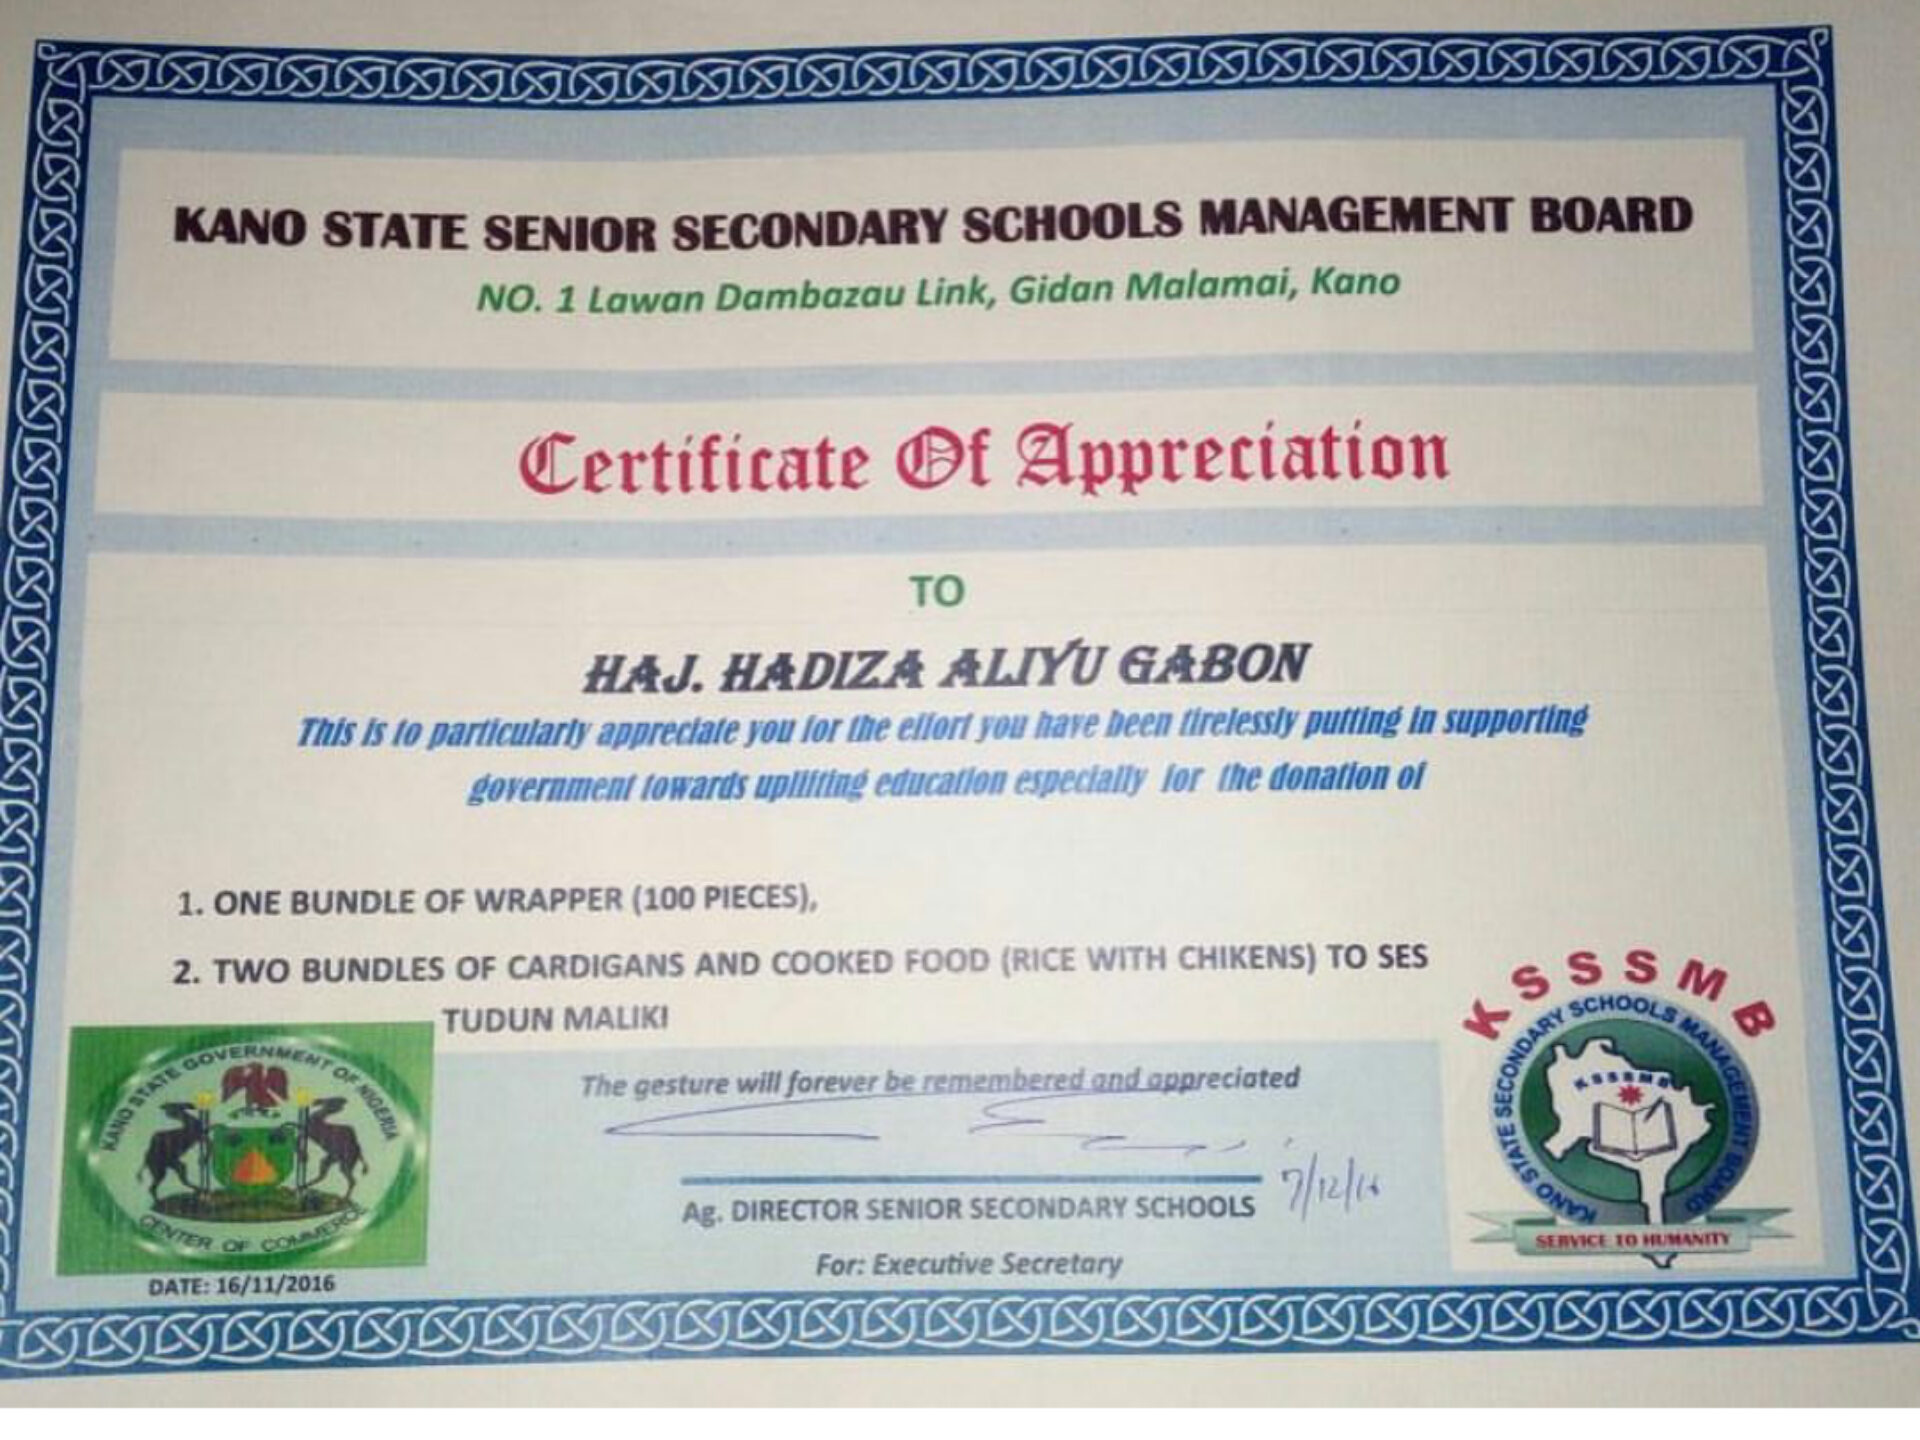 KANO STATE SENIOR SECONDARY SCHOOLS MANAGEMENT BOARD
NO. 1 Lawan Dambazau Link, Gidan Malamai, Kano
Certificate Of Appreciation
TO
HAJ. HADIZA ALIYU GABON
This is to particularly appreciate you for the effort you have been tirelessly putting in supporting
government towards uplifting education especially for the donation of
1. ONE BUNDLE OF WRAPPER (100 PIECES),
2. TWO BUNDLES OF CARDIGANS AND COOKED FOOD (RICE WITH CHIKENS) TO SES
TUDUN MALIKI
The gesture will forever be remembered and appreciated
7/12/16
Ag. DIRECTOR SENIOR SECONDARY SCHOOLS
For: Executive Secretary
KANO STATE GOVERNMENT OF NIGERIA
CENTER OF COMMERCE
DATE: 16/11/2016
KSSSMB
KANO STATE SECONDARY SCHOOLS MANAGEMENT BOARD
KSSSMB
SERVICE TO HUMANITY